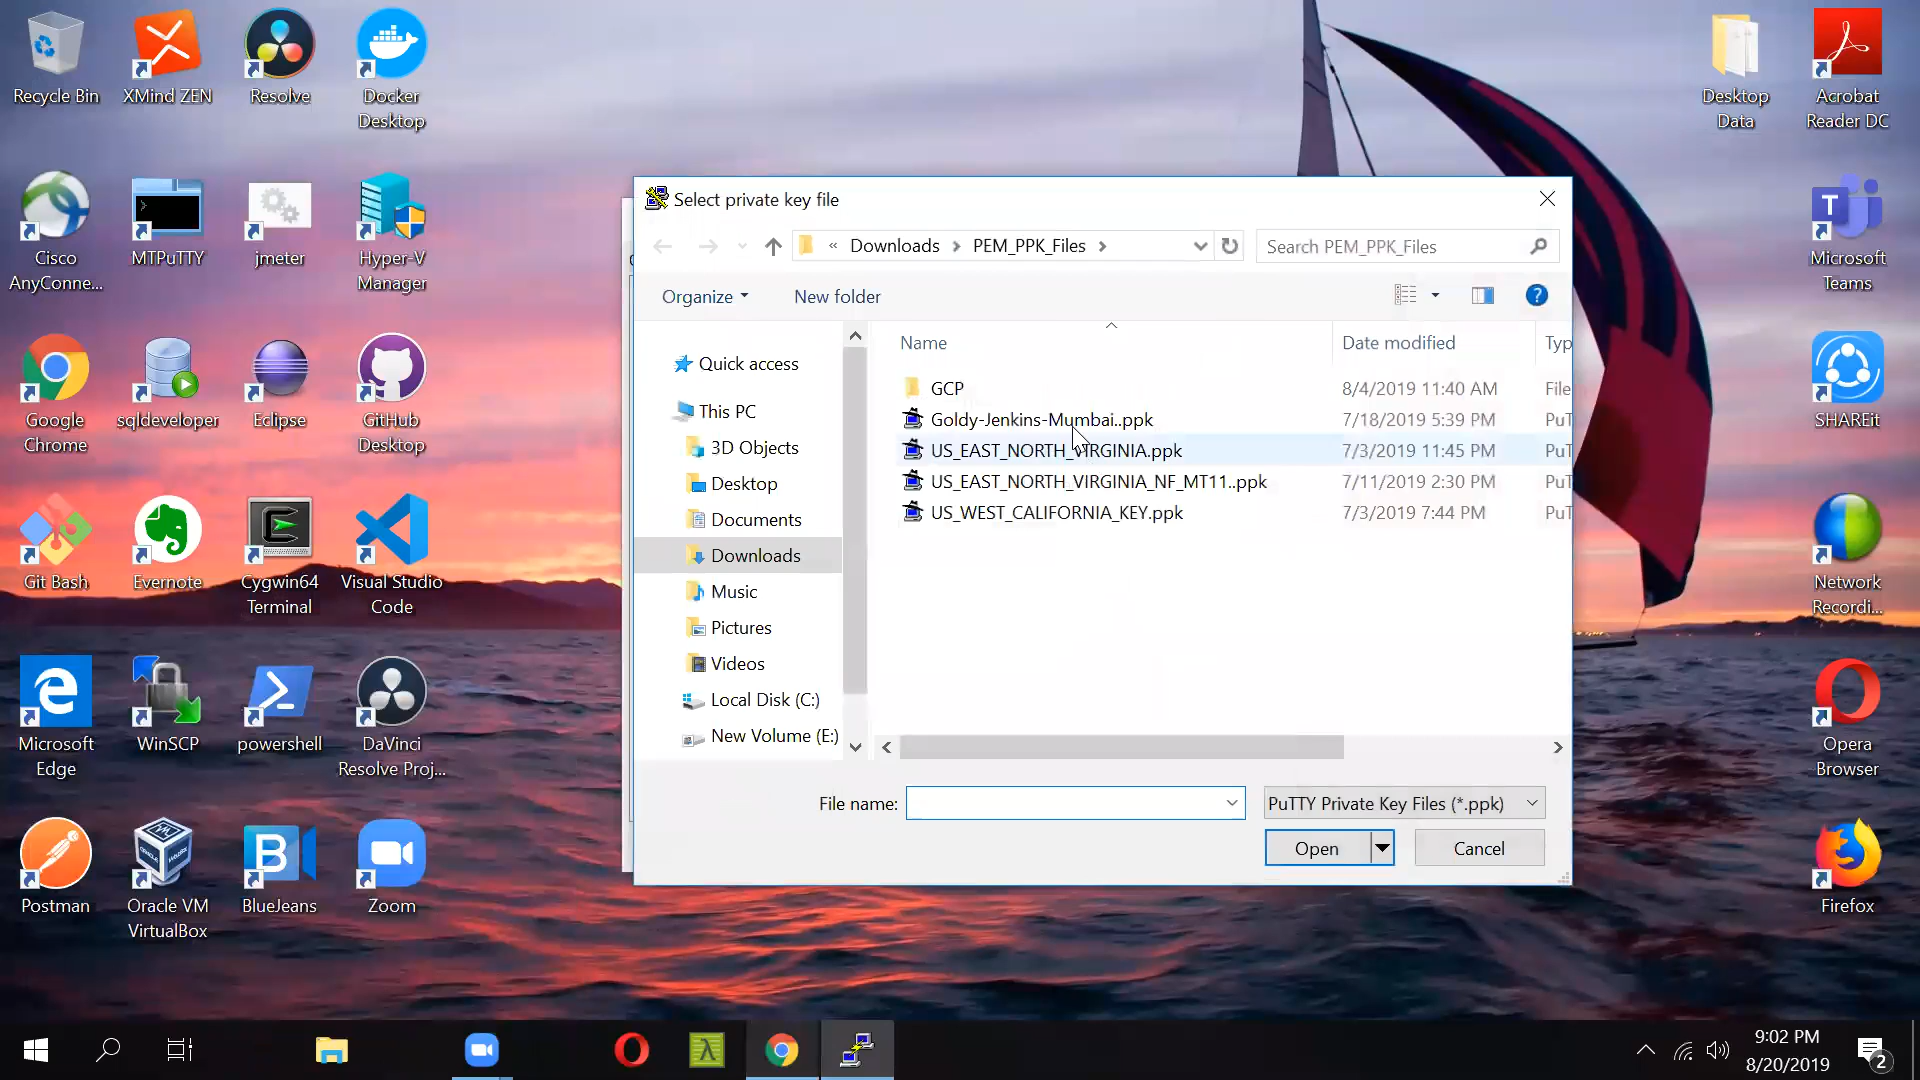 Recycle Bin
XMind ZEN
Resolve
Docker
Desktop
Desktop
Data
Acrobat
Reader DC
Cisco
AnyConne...
MTPuTTY
jmeter
Hyper-V
Manager
Microsoft
Teams
Google
Chrome
sqldeveloper
Eclipse
GitHub
Desktop
SHAREit
Git Bash
Evernote
Cygwin64
Terminal
Visual Studio
Code
Network
Recordi...
Microsoft
Edge
WinSCP
powershell
DaVinci
Resolve Proj...
Opera
Browser
Postman
Oracle VM
VirtualBox
BlueJeans
Zoom
Firefox
Select private key file
« Downloads > PEM_PPK_Files >
Search PEM_PPK_Files
Organize
New folder
Quick access
This PC
3D Objects
Desktop
Documents
Downloads
Music
Pictures
Videos
Local Disk (C:)
New Volume (E:)
Name Date modified Typ
GCP 8/4/2019 11:40 AM File
Goldy-Jenkins-Mumbai..ppk 7/18/2019 5:39 PM PuT
US_EAST_NORTH_VIRGINIA.ppk 7/3/2019 11:45 PM PuT
US_EAST_NORTH_VIRGINIA_NF_MT11..ppk 7/11/2019 2:30 PM PuT
US_WEST_CALIFORNIA_KEY.ppk 7/3/2019 7:44 PM PuT
File name:
PuTTY Private Key Files (*.ppk)
Open
Cancel
9:02 PM
8/20/2019
2